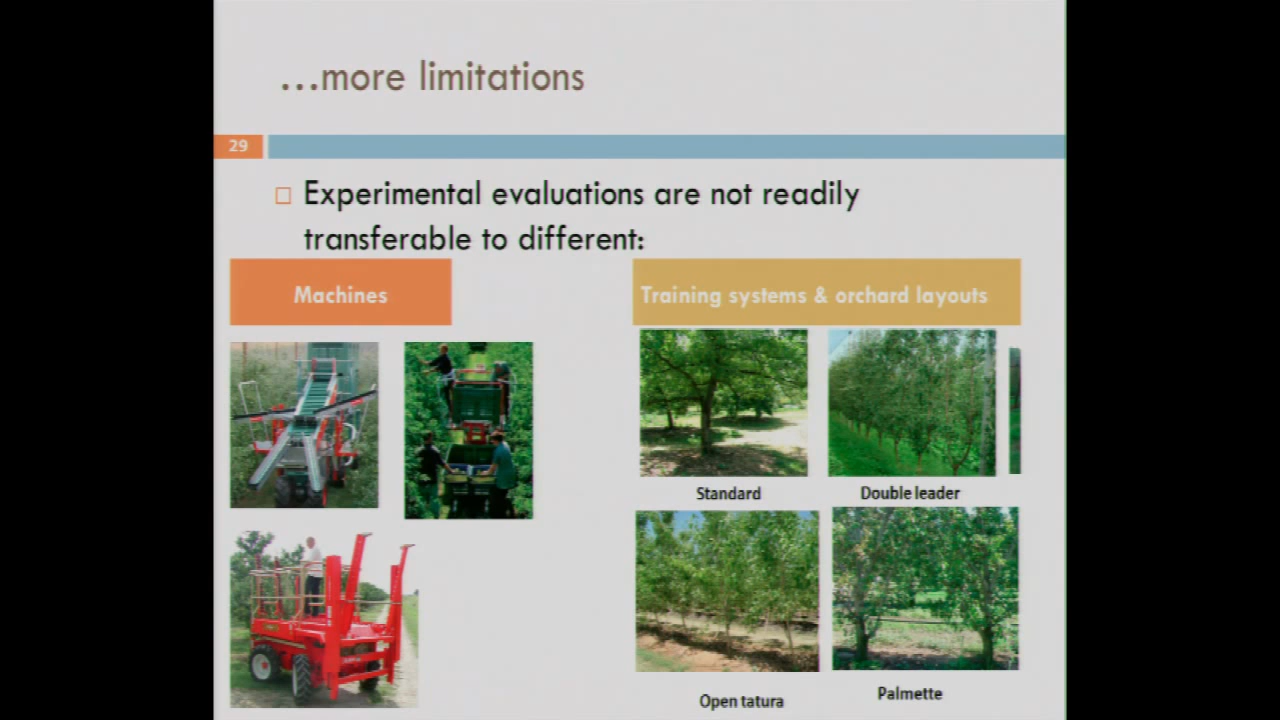 ...more limitations
29
Experimental evaluations are not readily
transferable to different:
Machines
Training systems & orchard layouts
Standard
Double leader
Open tatura
Palmette